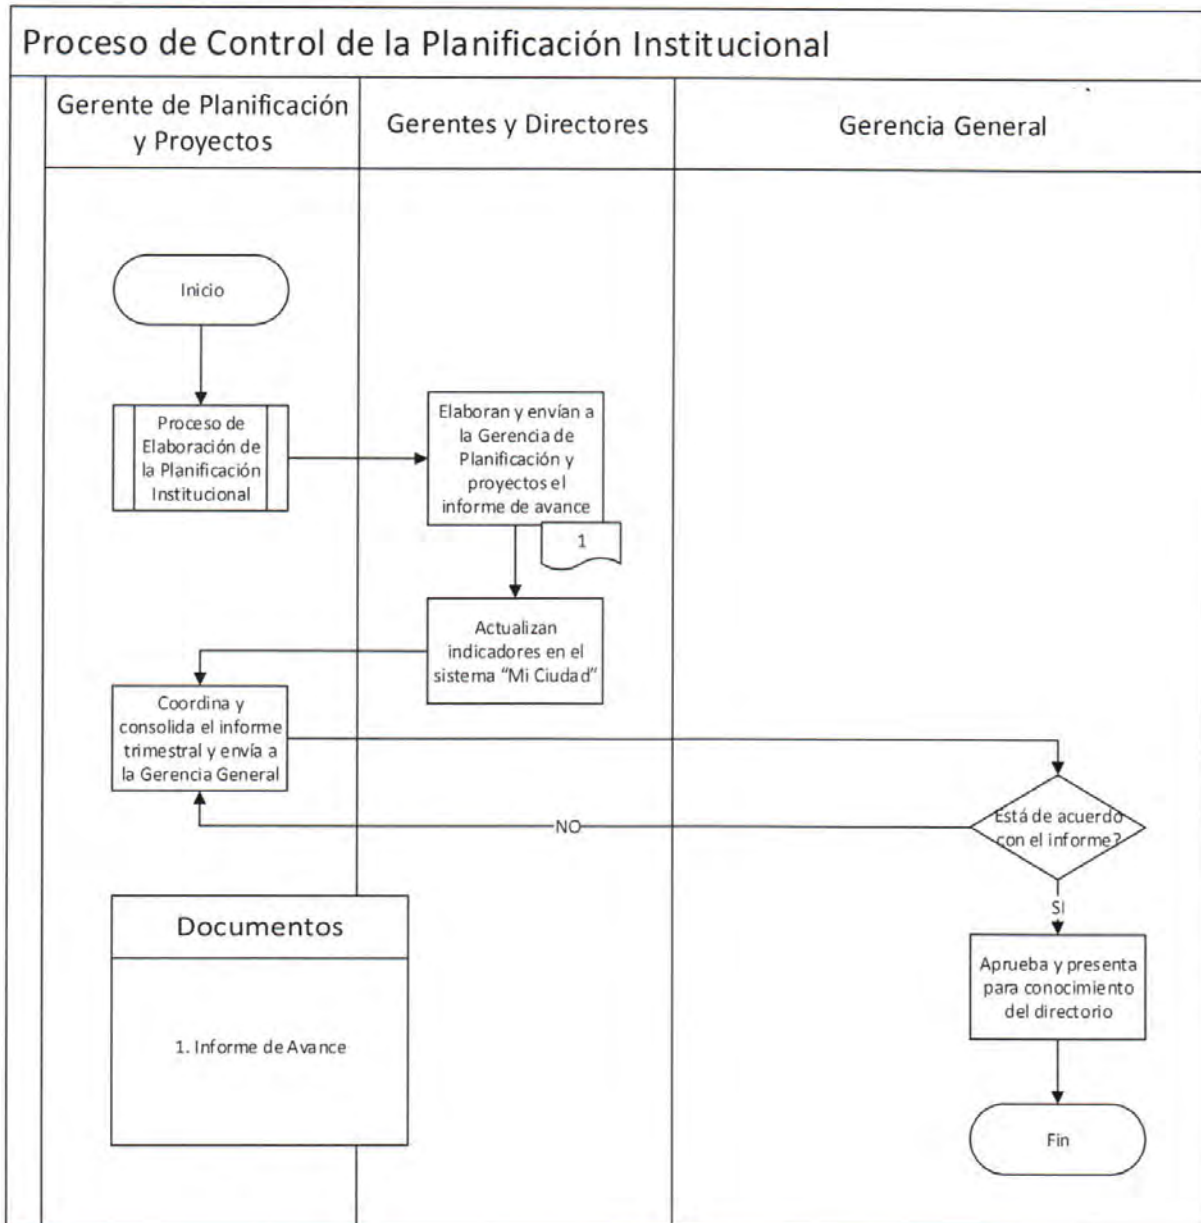 Proceso de Control de la Planificación Institucional
Gerente de Planificación
y Proyectos
Gerentes y Directores
Gerencia General
Inicio
Proceso de
Elaboración de
la Planificación
Institucional
Elaboran y envían a
la Gerencia de
Planificación y
proyectos el
informe de avance
1
Actualizan
indicadores en el
sistema “Mi Ciudad”
Coordina y
consolida el informe
trimestral y envía a
la Gerencia General
Está de acuerdo
con el informe?
NO
SI
Aprueba y presenta
para conocimiento
del directorio
Fin
Documentos
1. Informe de Avance